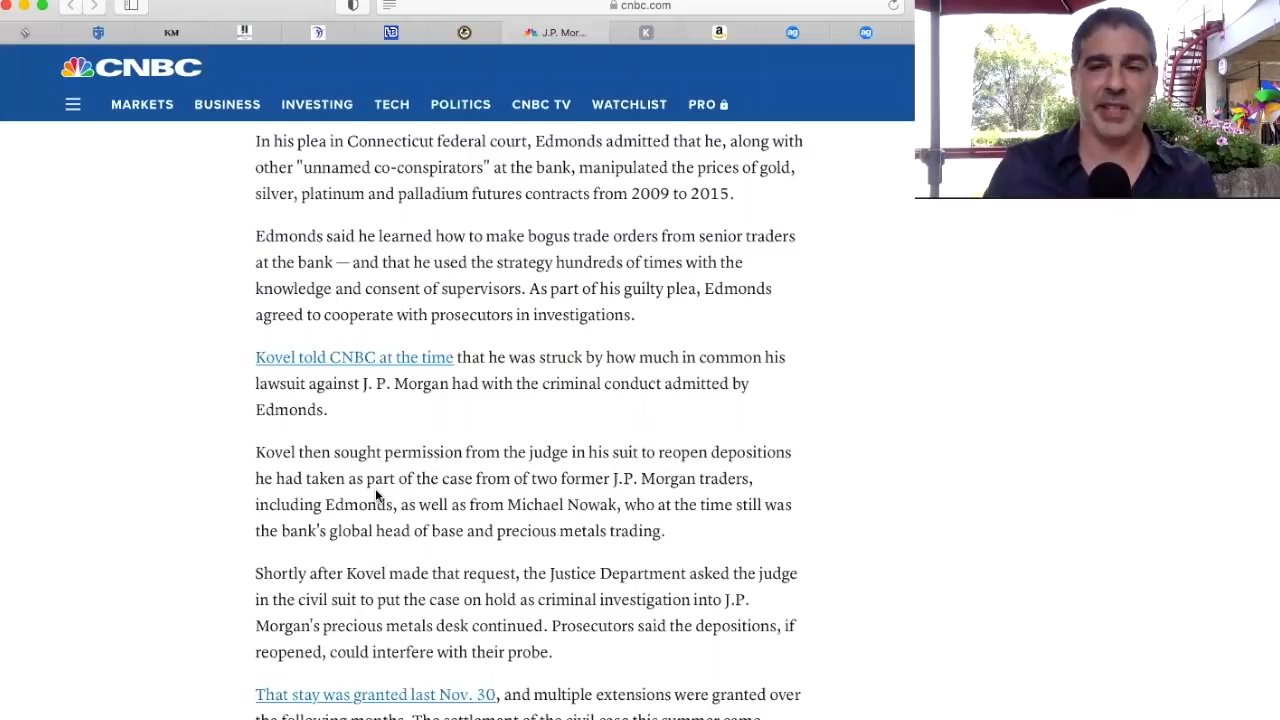 cnbc.com
KM
J.P. Mor...
K
a
ag
ag
CNBC
MARKETS BUSINESS INVESTING TECH POLITICS CNBC TV WATCHLIST PRO
In his plea in Connecticut federal court, Edmonds admitted that he, along with
other "unnamed co-conspirators" at the bank, manipulated the prices of gold,
silver, platinum and palladium futures contracts from 2009 to 2015.
Edmonds said he learned how to make bogus trade orders from senior traders
at the bank — and that he used the strategy hundreds of times with the
knowledge and consent of supervisors. As part of his guilty plea, Edmonds
agreed to cooperate with prosecutors in investigations.
Kovel told CNBC at the time that he was struck by how much in common his
lawsuit against J. P. Morgan had with the criminal conduct admitted by
Edmonds.
Kovel then sought permission from the judge in his suit to reopen depositions
he had taken as part of the case from of two former J.P. Morgan traders,
including Edmonds, as well as from Michael Nowak, who at the time still was
the bank's global head of base and precious metals trading.
Shortly after Kovel made that request, the Justice Department asked the judge
in the civil suit to put the case on hold as criminal investigation into J.P.
Morgan's precious metals desk continued. Prosecutors said the depositions, if
reopened, could interfere with their probe.
That stay was granted last Nov. 30, and multiple extensions were granted over
the following months. The settlement of the civil case this summer came